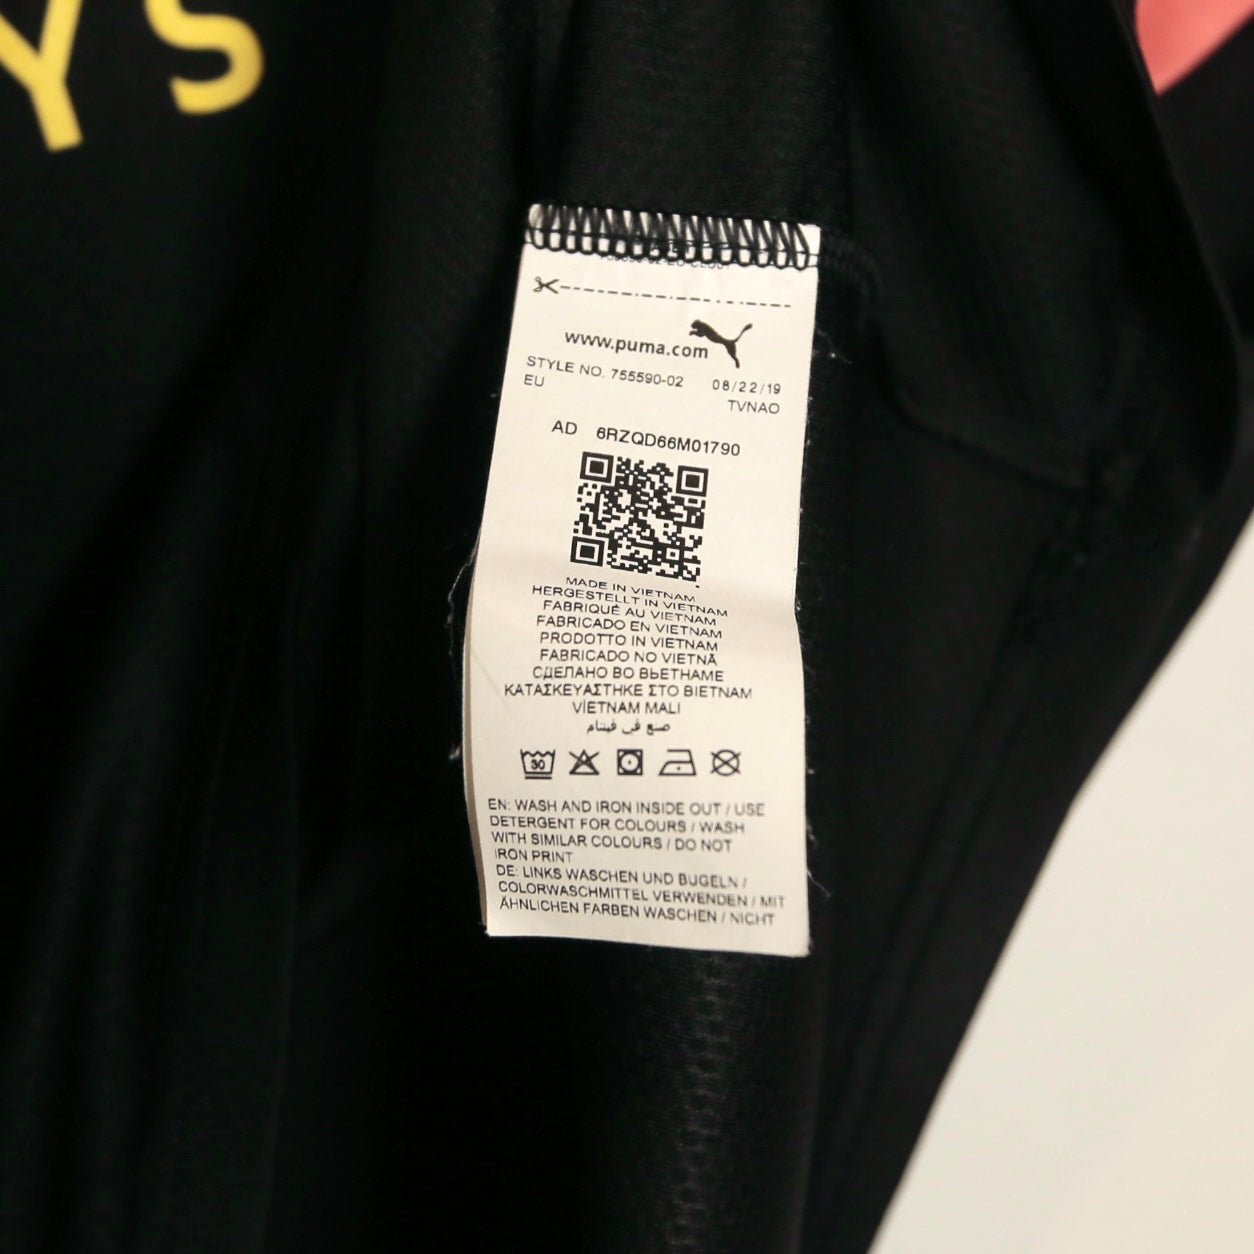 YS
www.puma.com
STYLE NO. 755590-02 08/22/19
EU TVNAO
AD 6RZQD66M01790
MADE IN VIETNAM
HERGESTELLT IN VIETNAM
FABRIQUÉ AU VIETNAM
FABRICADO EN VIETNAM
PRODOTTO IN VIETNAM
FABRICADO NO VIETNÃ
СДЕЛАНО ВО ВЬЕТНАМЕ
ΚΑΤΑΣΚΕΥΑΣΤΗΚΕ ΣΤΟ ΒΙΕΤΝΑΜ
VİETNAM MALI
صنع في فيتنام
30
EN: WASH AND IRON INSIDE OUT / USE
DETERGENT FOR COLOURS / WASH
WITH SIMILAR COLOURS / DO NOT
IRON PRINT
DE: LINKS WASCHEN UND BÜGELN /
COLORWASCHMITTEL VERWENDEN / MIT
ÄHNLICHEN FARBEN WASCHEN / NICHT